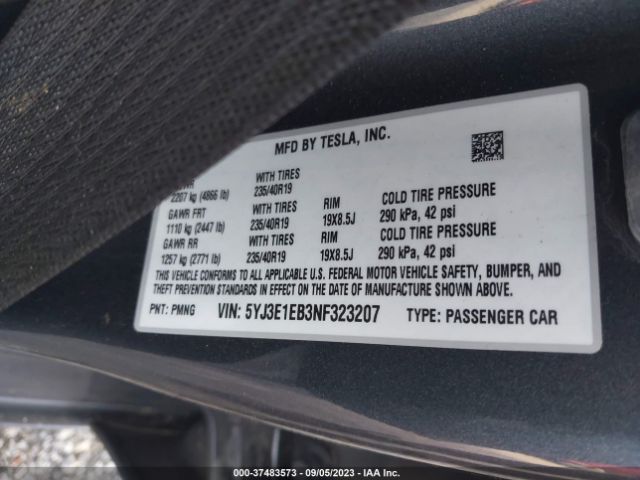 MFD BY TESLA, INC.
2207 kg (4866 lb)
WITH TIRES
235/40R19
GAWR FRT
1110 kg (2447 lb)
WITH TIRES
235/40R19
RIM
19X8.5J
COLD TIRE PRESSURE
290 kPa, 42 psi
GAWR RR
1257 kg (2771 lb)
WITH TIRES
235/40R19
RIM
19X8.5J
COLD TIRE PRESSURE
290 kPa, 42 psi
THIS VEHICLE CONFORMS TO ALL APPLICABLE U.S. FEDERAL MOTOR VEHICLE SAFETY, BUMPER, AND
THEFT PREVENTION STANDARDS IN EFFECT ON THE DATE OF MANUFACTURE SHOWN ABOVE.
PNT: PMNG VIN: 5YJ3E1EB3NF323207 TYPE: PASSENGER CAR
000-37483573 - 09/05/2023 - IAA Inc.